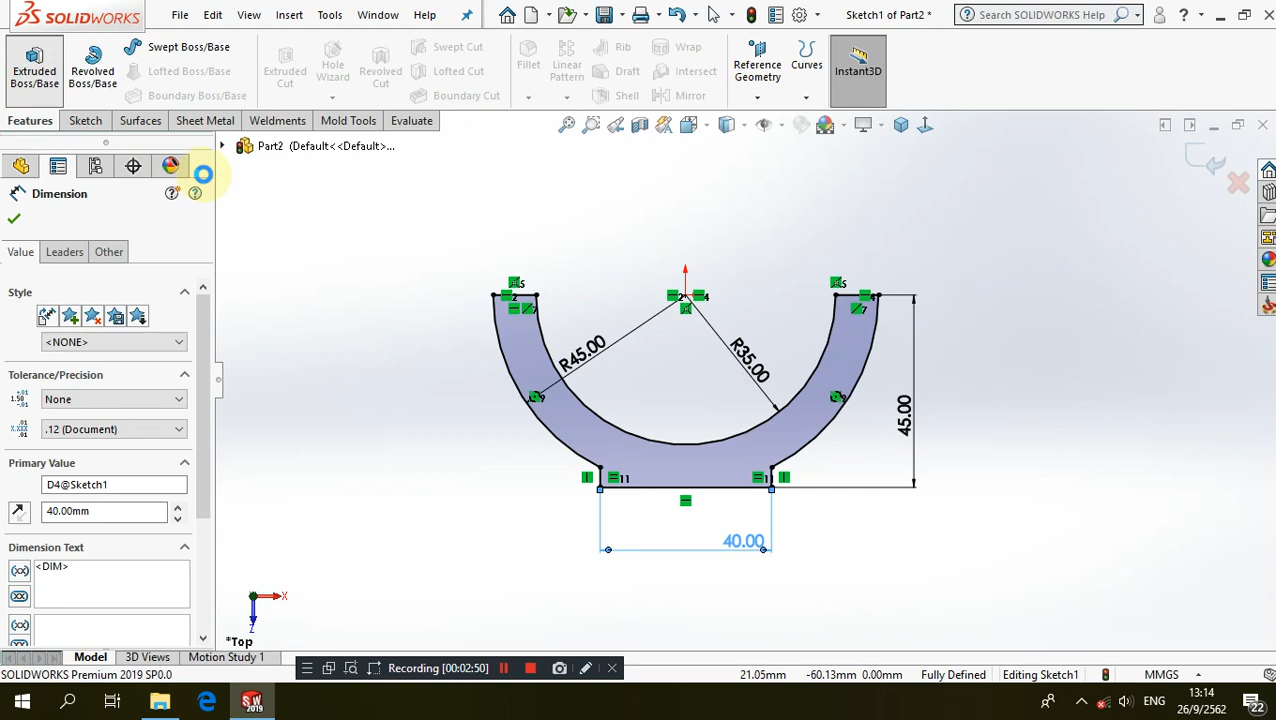 SOLIDWORKS File Edit View Insert Tools Window Help Sketch1 of Part2 * Search SOLIDWORKS Help ?
Extruded Boss/Base
Revolved Boss/Base
Swept Boss/Base
Lofted Boss/Base
Boundary Boss/Base
Extruded Cut
Hole Wizard
Revolved Cut
Swept Cut
Lofted Cut
Boundary Cut
Fillet
Linear Pattern
Rib
Draft
Shell
Wrap
Intersect
Mirror
Reference Geometry
Curves
Instant3D
Features Sketch Surfaces Sheet Metal Weldments Mold Tools Evaluate
Part2 (Default<<Default>...
Dimension
Value Leaders Other
Style
<NONE>
Tolerance/Precision
None
.12 (Document)
Primary Value
D4@Sketch1
40.00mm
Dimension Text
<DIM>
R45.00
R35.00
45.00
40.00
11
11
X
Z
*Top
Model 3D Views Motion Study 1
Recording [00:02:50]
SOLIDWORKS Premium 2019 SP0.0 21.05mm -60.13mm 0.00mm Fully Defined Editing Sketch1 MMGS
SW
2019
ENG
13:14
26/9/2562
22